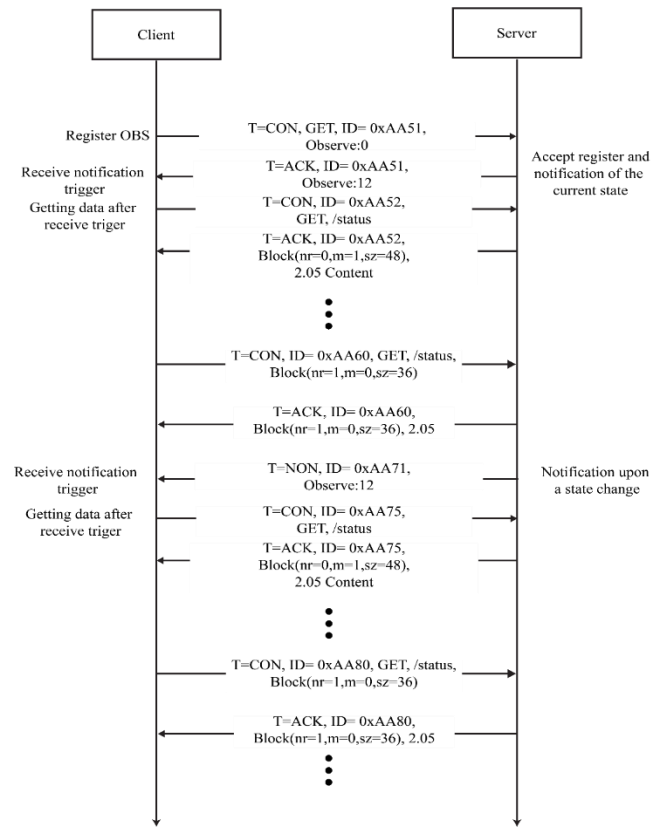 Client
Server
Register OBS
T=CON, GET, ID= 0xAA51,
Observe:0
Accept register and
notification of the
current state
Receive notification
trigger
T=ACK, ID= 0xAA51,
Observe:12
Getting data after
receive triger
T=CON, ID= 0xAA52,
GET, /status
T=ACK, ID= 0xAA52,
Block(nr=0,m=1,sz=48),
2.05 Content
T=CON, ID= 0xAA60, GET, /status,
Block(nr=1,m=0,sz=36)
T=ACK, ID= 0xAA60,
Block(nr=1,m=0,sz=36), 2.05
Receive notification
trigger
T=NON, ID= 0xAA71,
Observe:12
Notification upon
a state change
Getting data after
receive triger
T=CON, ID= 0xAA75,
GET, /status
T=ACK, ID= 0xAA75,
Block(nr=0,m=1,sz=48),
2.05 Content
T=CON, ID= 0xAA80, GET, /status,
Block(nr=1,m=0,sz=36)
T=ACK, ID= 0xAA80,
Block(nr=1,m=0,sz=36), 2.05